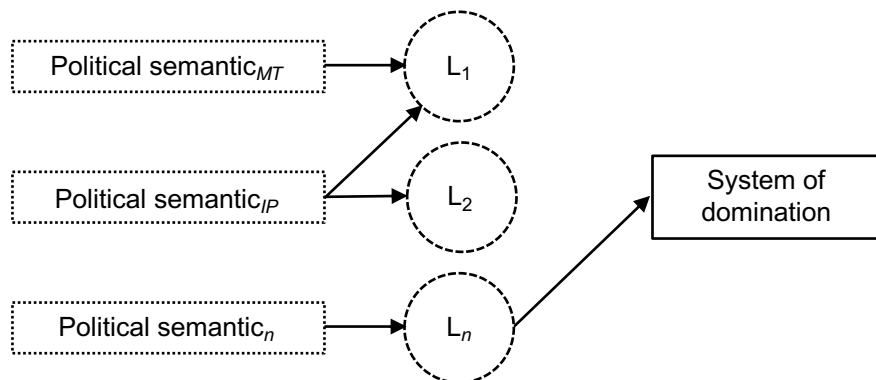 Political semantic_MT
L_1
Political semantic_IP
L_2
System of
domination
Political semantic_n
L_n